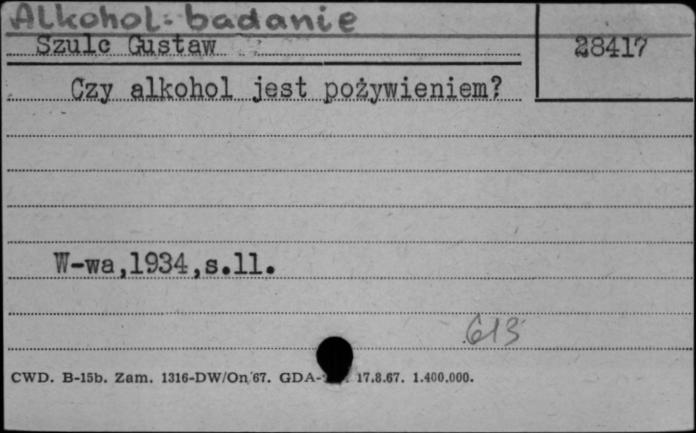 Alkohol - badanie
Szulc Gustaw
28417
Czy alkohol jest pożywieniem?
W-wa,1934,s.11.
613
CWD. B-15b. Zam. 1316-DW/On/67. GDA- 17.8.67. 1.400.000.